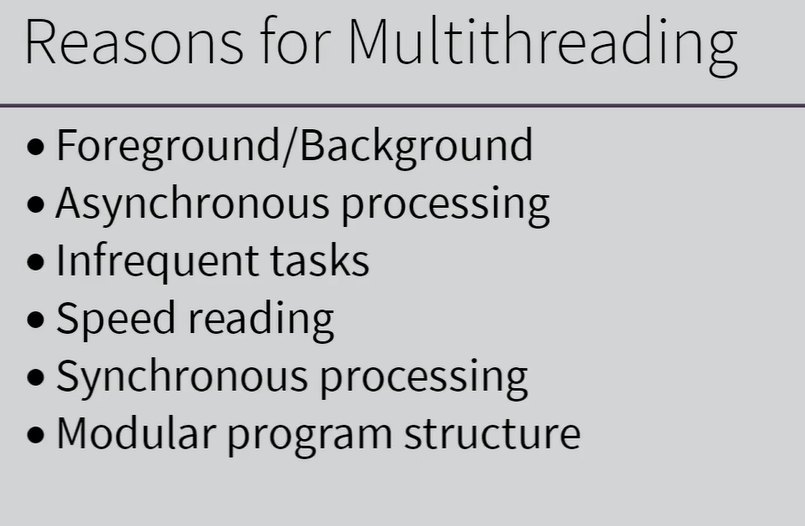 Reasons for Multithreading
• Foreground/Background
• Asynchronous processing
• Infrequent tasks
• Speed reading
• Synchronous processing
• Modular program structure